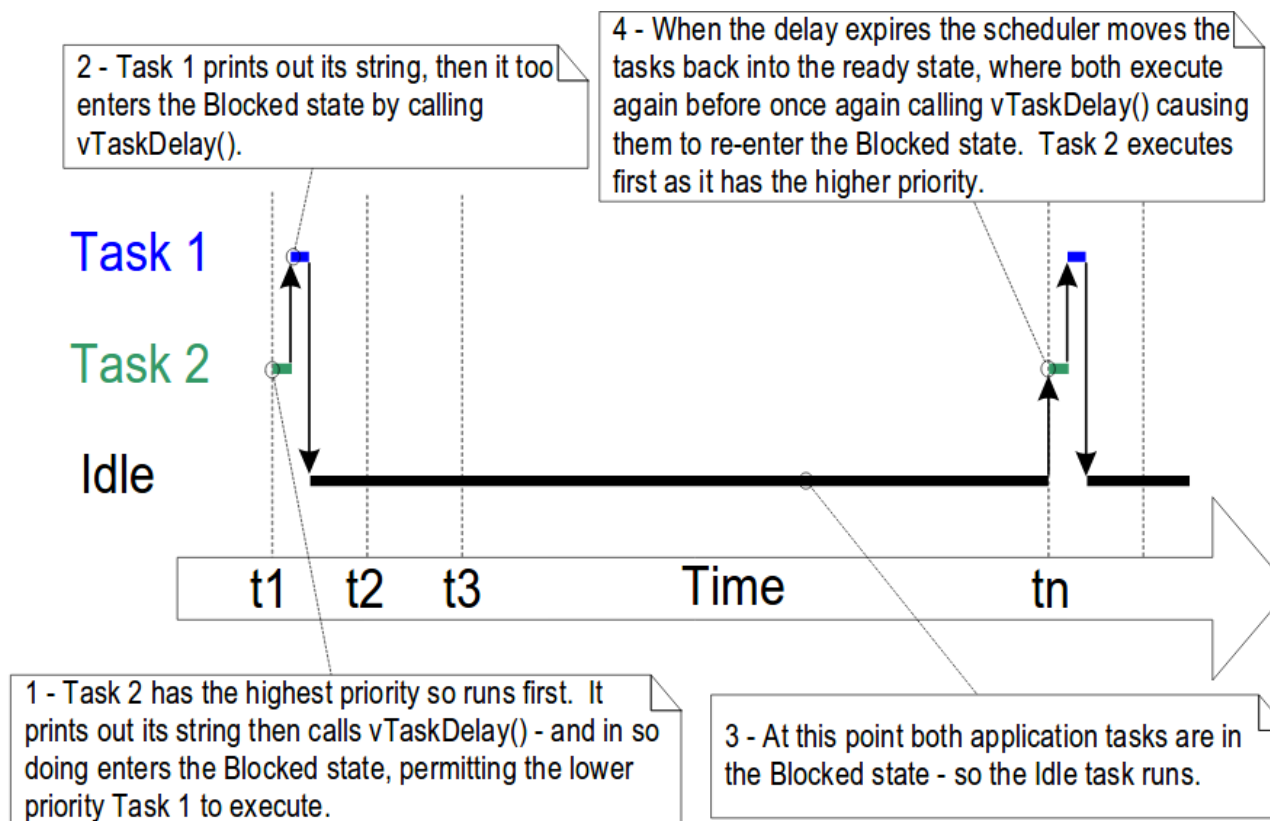 2 - Task 1 prints out its string, then it too
enters the Blocked state by calling
vTaskDelay().
4 - When the delay expires the scheduler moves the
tasks back into the ready state, where both execute
again before once again calling vTaskDelay() causing
them to re-enter the Blocked state.  Task 2 executes
first as it has the higher priority.
Task 1
Task 2
Idle
t1 t2 t3 Time tn
1 - Task 2 has the highest priority so runs first.  It
prints out its string then calls vTaskDelay() - and in so
doing enters the Blocked state, permitting the lower
priority Task 1 to execute.
3 - At this point both application tasks are in
the Blocked state - so the Idle task runs.